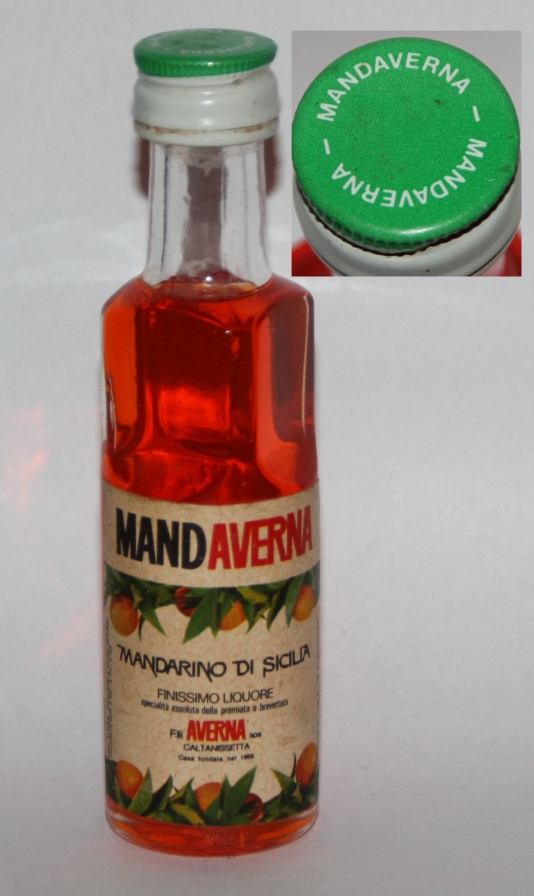 MANDAVERNA – MANDAVERNA –
MANDAVERNA
MANDARINO DI SICILIA
FINISSIMO LIQUORE
specialità assoluta della premiata e brevettata
F.lli AVERNA spa
CALTANISSETTA
Casa fondata nel 1868